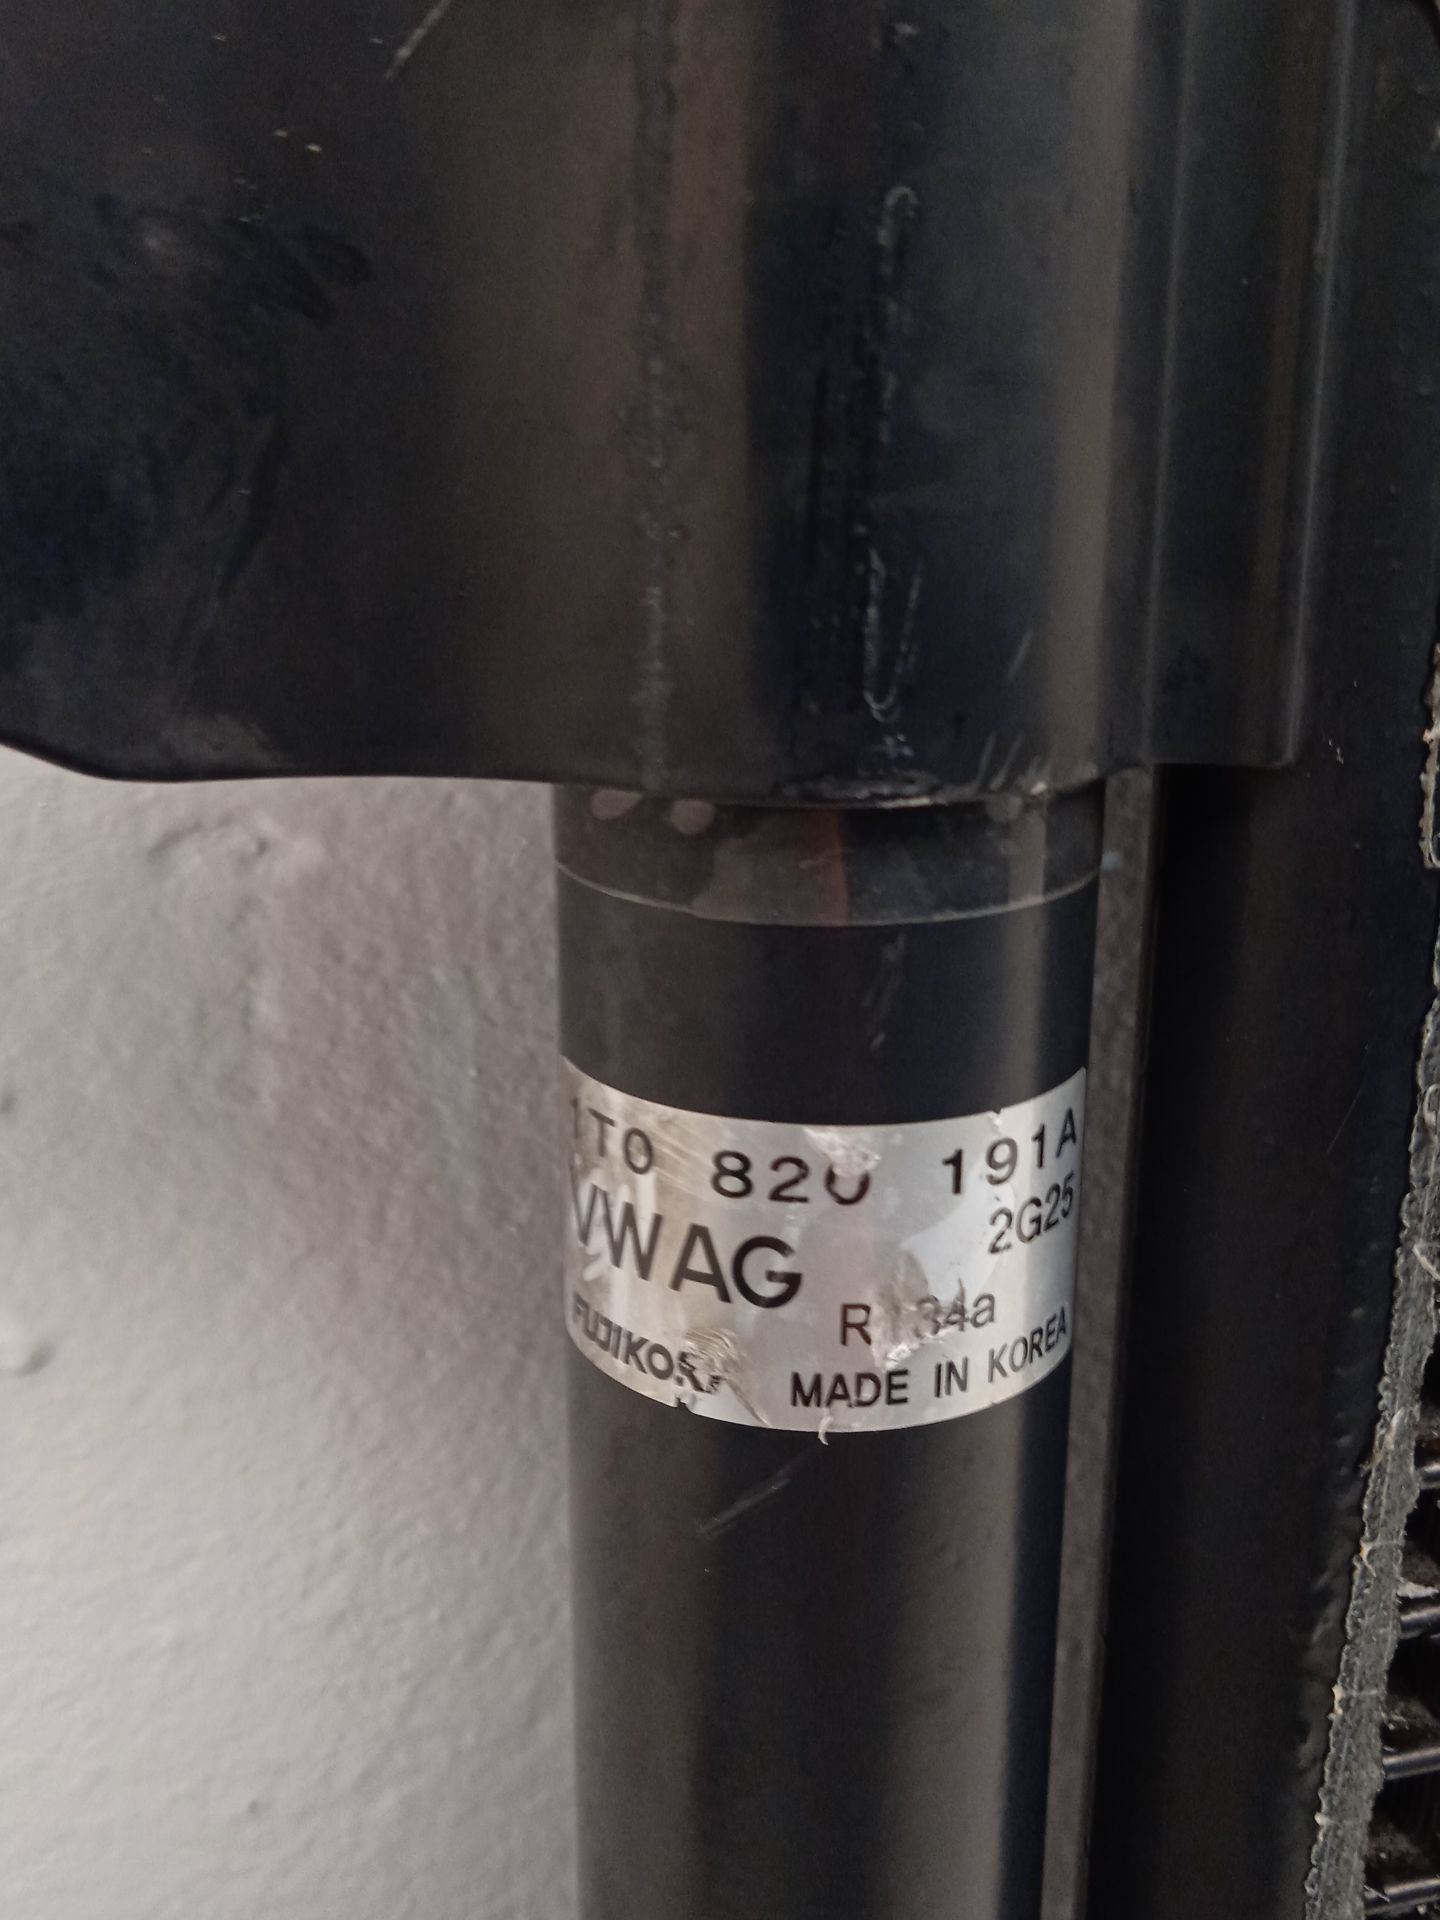 1T0 820 191A
VWAG 2G25
R134a
FUJIKOR
MADE IN KOREA